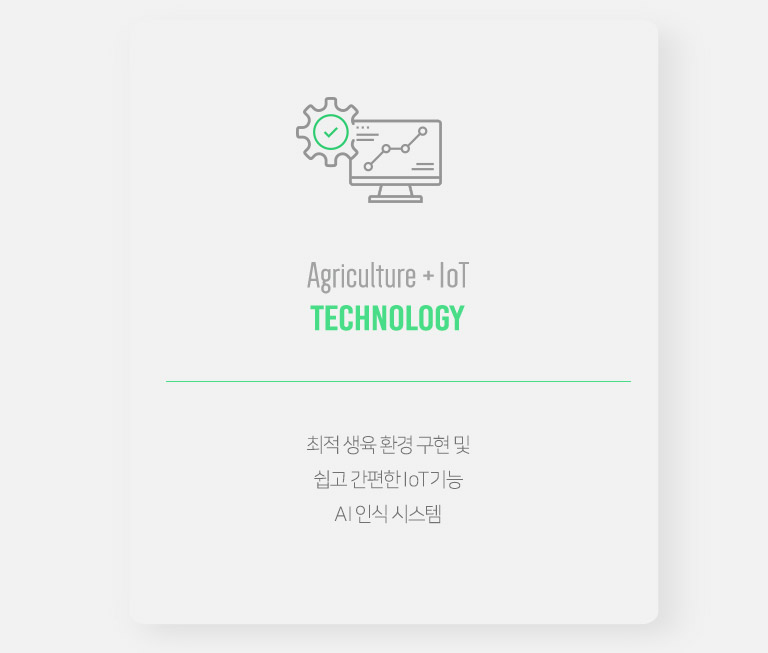 Agriculture + IoT
TECHNOLOGY
최적 생육 환경 구현 및
쉽고 간편한 IoT기능
AI 인식 시스템